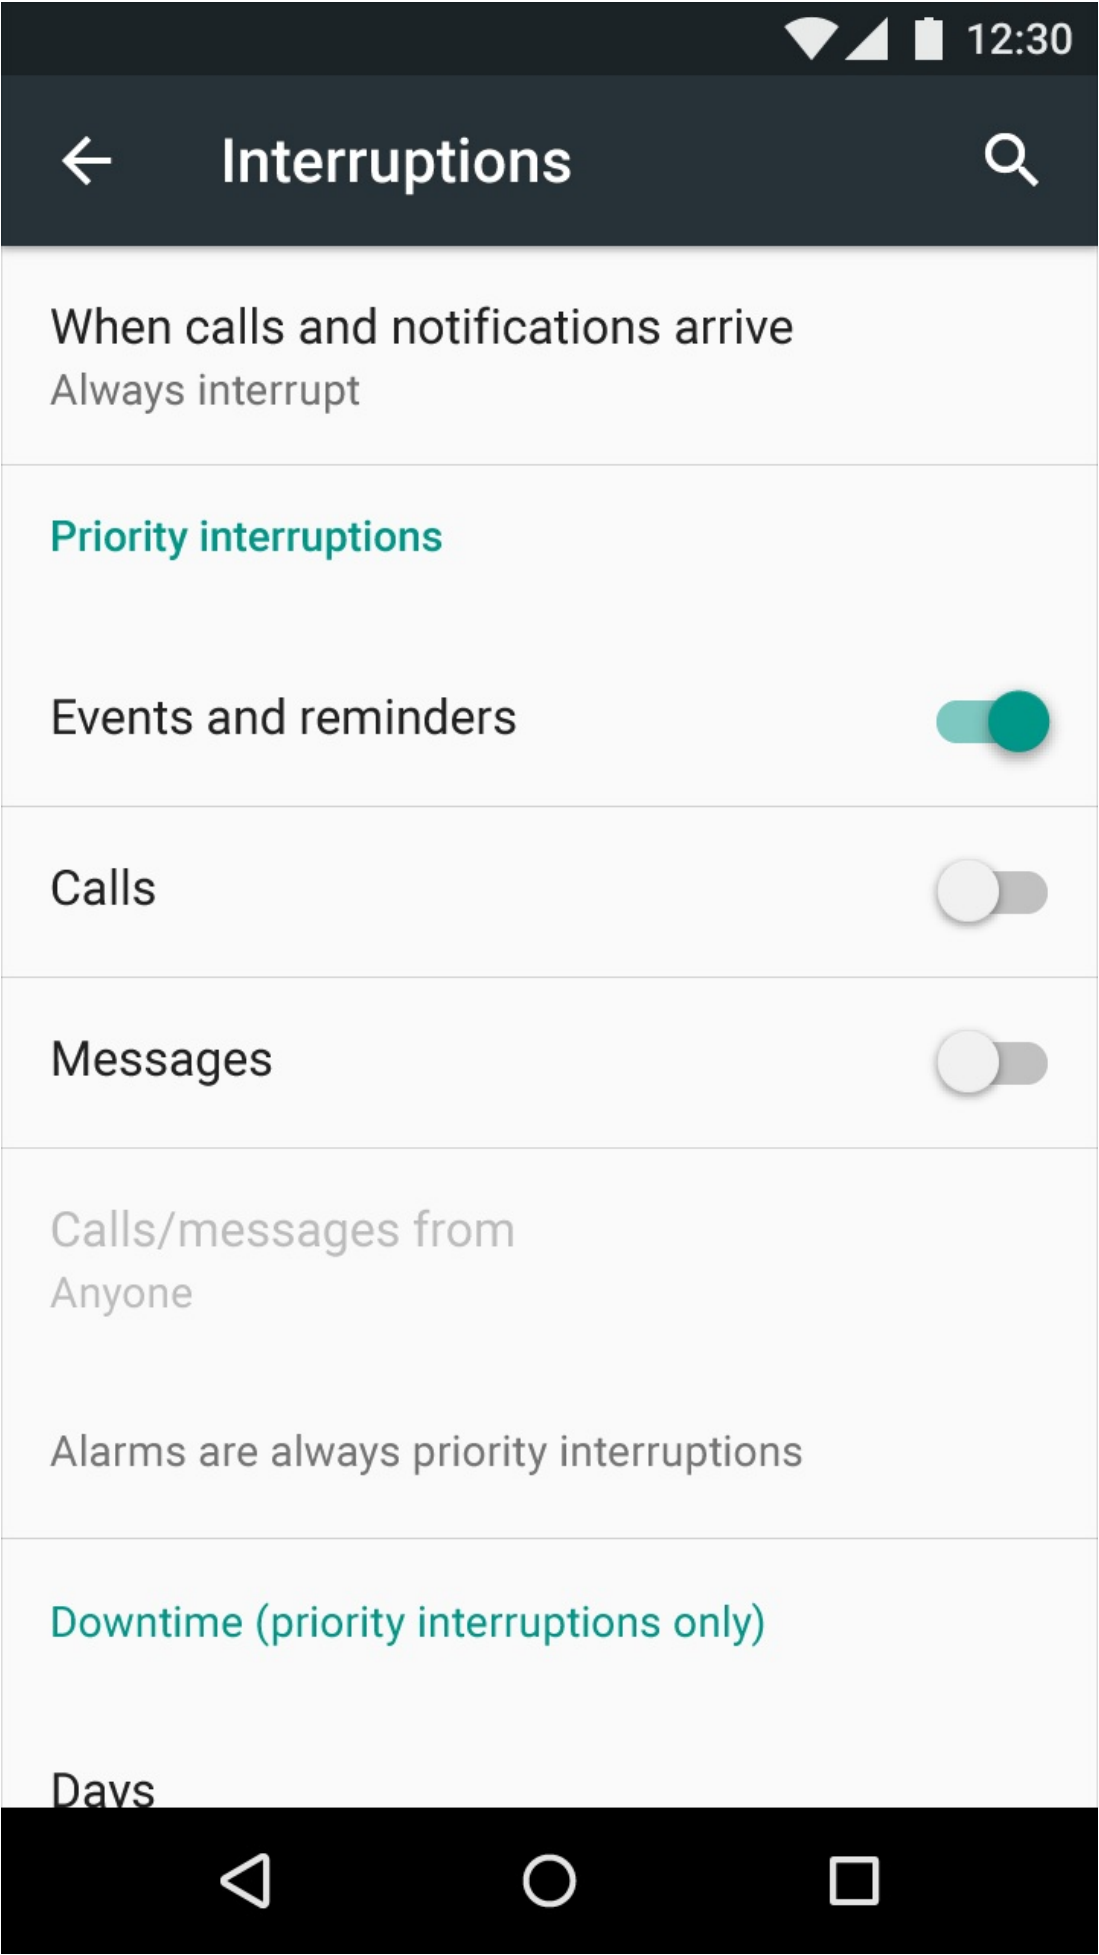 12:30
Interruptions
When calls and notifications arrive
Always interrupt
Priority interruptions
Events and reminders
Calls
Messages
Calls/messages from
Anyone
Alarms are always priority interruptions
Downtime (priority interruptions only)
Days